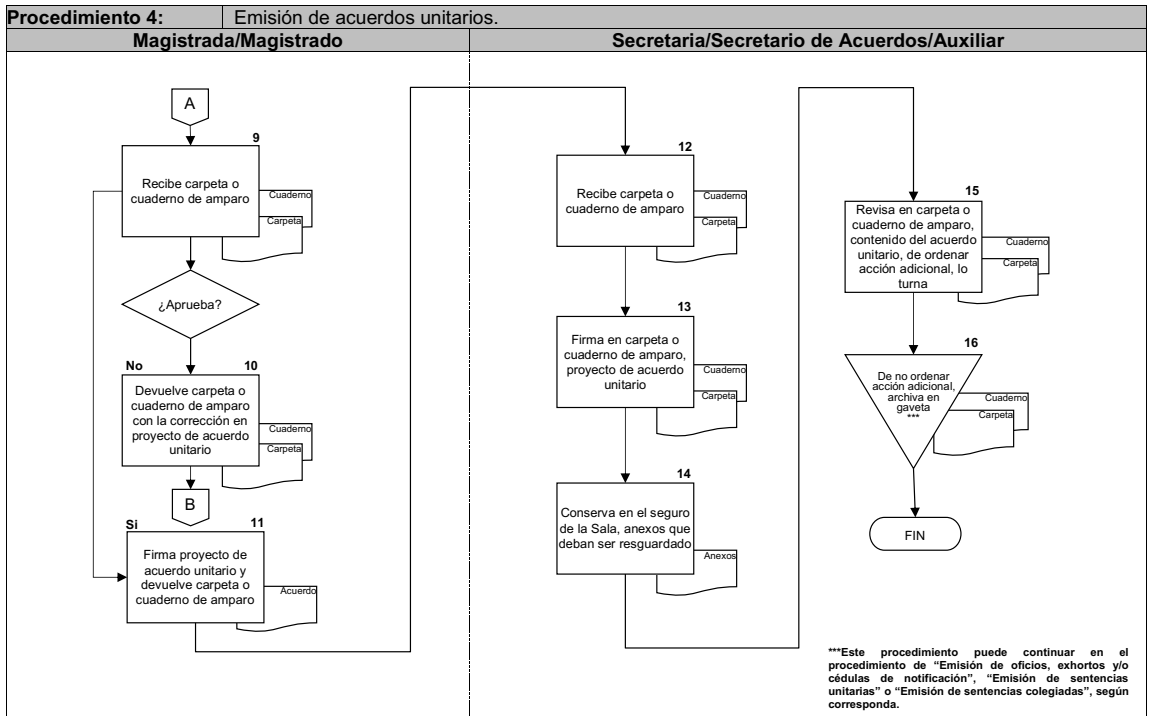 Procedimiento 4: Emisión de acuerdos unitarios.
Magistrada/Magistrado
Secretaria/Secretario de Acuerdos/Auxiliar
A
9
Recibe carpeta o
cuaderno de amparo
Cuaderno
Carpeta
¿Aprueba?
No
10
Devuelve carpeta o
cuaderno de amparo
con la corrección en
proyecto de acuerdo
unitario
Cuaderno
Carpeta
B
Si
11
Firma proyecto de
acuerdo unitario y
devuelve carpeta o
cuaderno de amparo
Acuerdo
12
Recibe carpeta o
cuaderno de amparo
Cuaderno
Carpeta
13
Firma en carpeta o
cuaderno de amparo,
proyecto de acuerdo
unitario
Cuaderno
Carpeta
14
Conserva en el seguro
de la Sala, anexos que
deban ser resguardado
Anexos
15
Revisa en carpeta o
cuaderno de amparo,
contenido del acuerdo
unitario, de ordenar
acción adicional, lo
turna
Cuaderno
Carpeta
16
De no ordenar
acción adicional,
archiva en
gaveta
***
Cuaderno
Carpeta
FIN
***Este procedimiento puede continuar en el
procedimiento de “Emisión de oficios, exhortos y/o
cédulas de notificación”, “Emisión de sentencias
unitarias” o “Emisión de sentencias colegiadas”, según
corresponda.